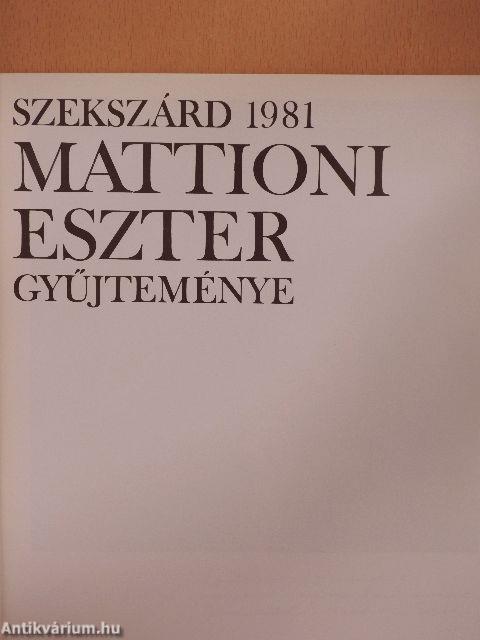 SZEKSZÁRD 1981
MATTIONI
ESZTER
GYŰJTEMÉNYE
Antikvárium.hu